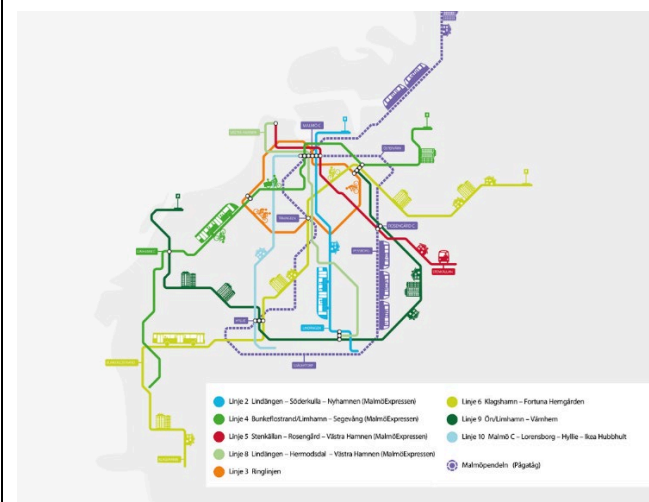 MALMÖ C
ROSENGÅRD C
Linje 2 Lindängen – Söderkulla – Nyhamnen (MalmöExpressen)
Linje 4 Bunkeflostrand/Limhamn – Segevång (MalmöExpressen)
Linje 5 Stenkällan – Rosengård – Västra Hamnen (MalmöExpressen)
Linje 8 Lindängen – Hermodsdal – Västra Hamnen (MalmöExpressen)
Linje 3 Ringlinjen
Linje 6 Klagshamn – Fortuna Hemgården
Linje 9 Ön/Limhamn – Värnhem
Linje 10 Malmö C – Lorensborg – Hyllie – Ikea Hubbhult
Malmöpendeln (Pågatåg)